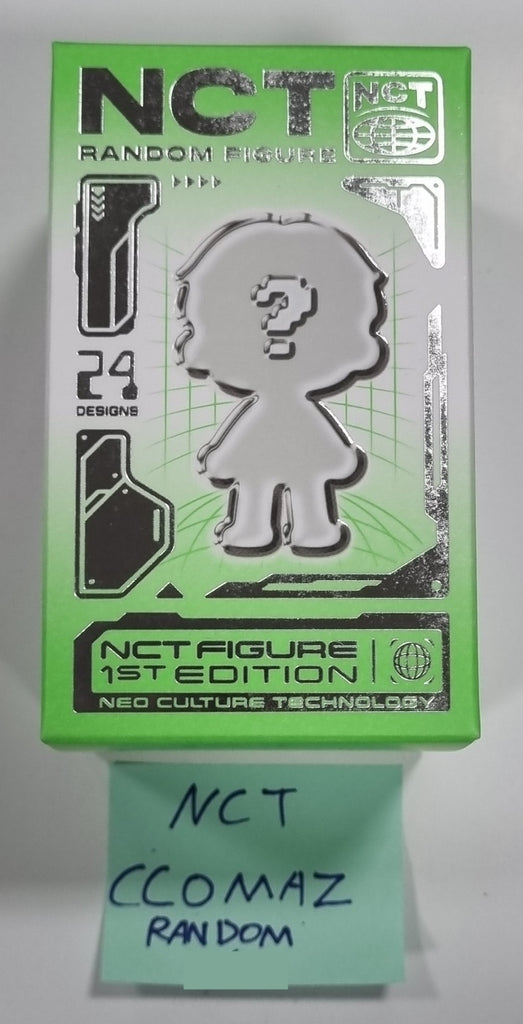 NCT
NCT
RANDOM FIGURE
?
24
DESIGNS
NCT FIGURE
1ST EDITION
NEO CULTURE TECHNOLOGY
NCT
CCOMAZ
RANDOM